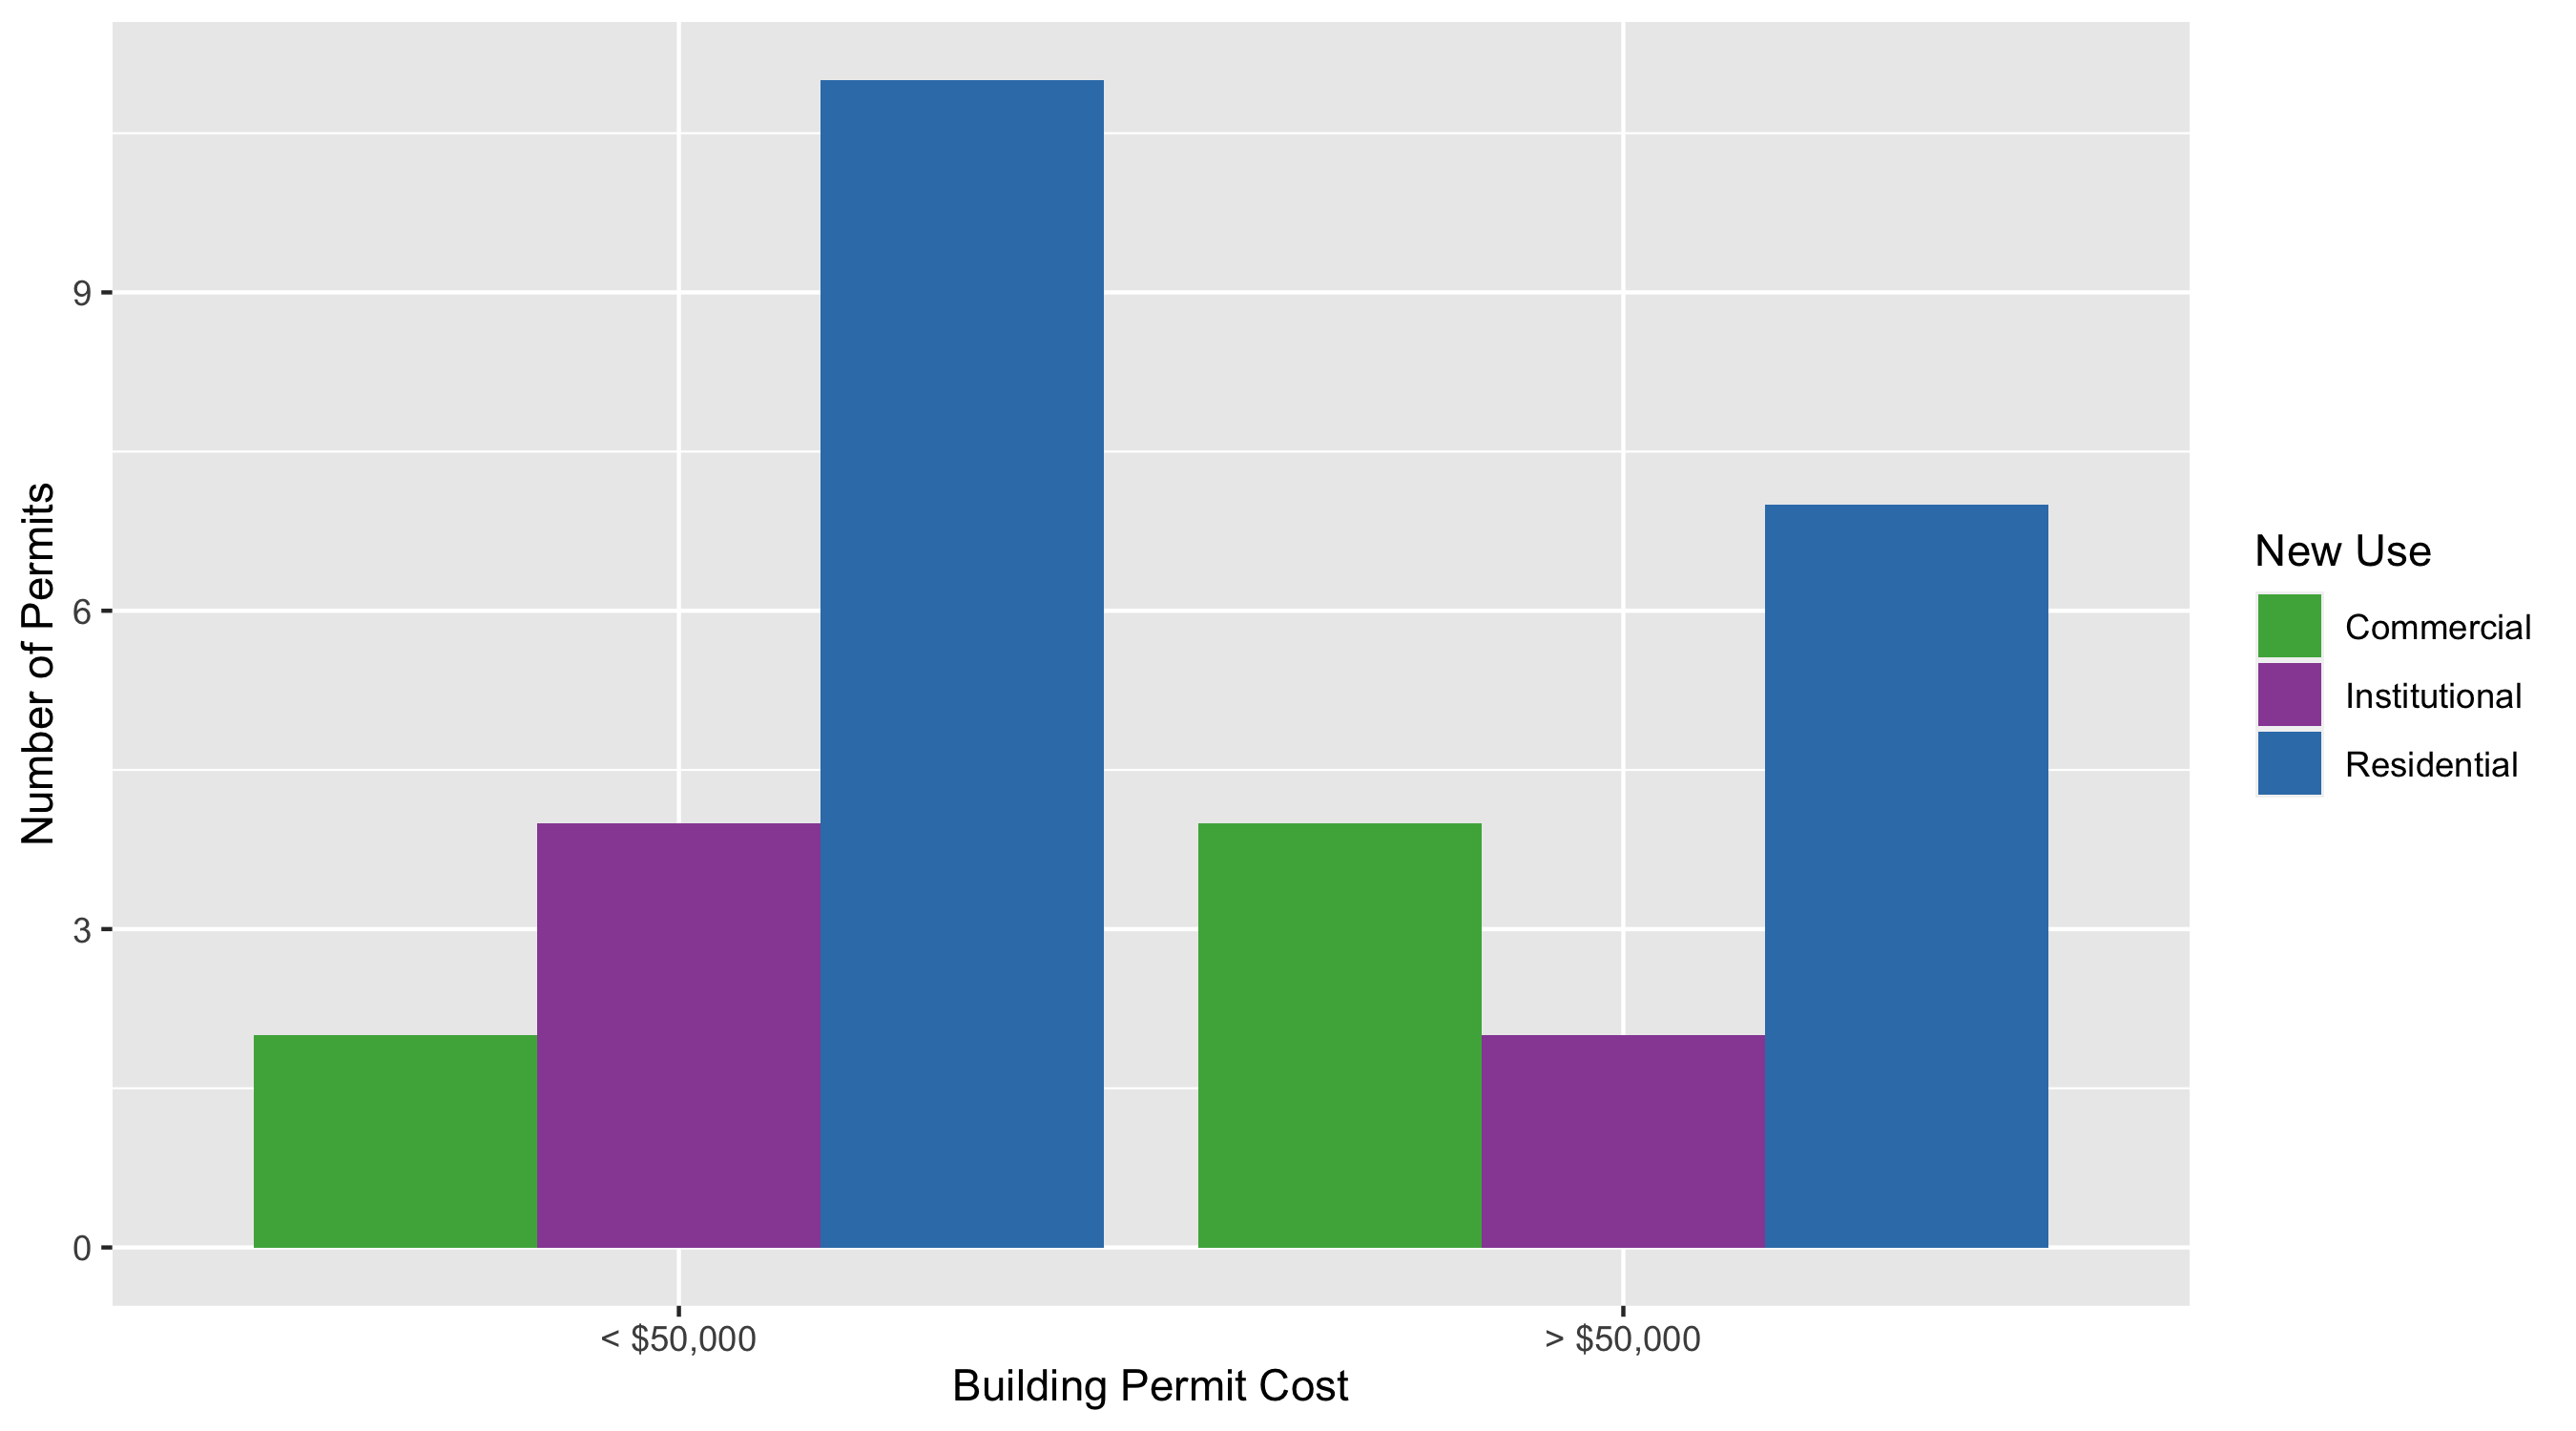 Number of Permits
9
6
3
0
< $50,000
> $50,000
Building Permit Cost
New Use
Commercial
Institutional
Residential